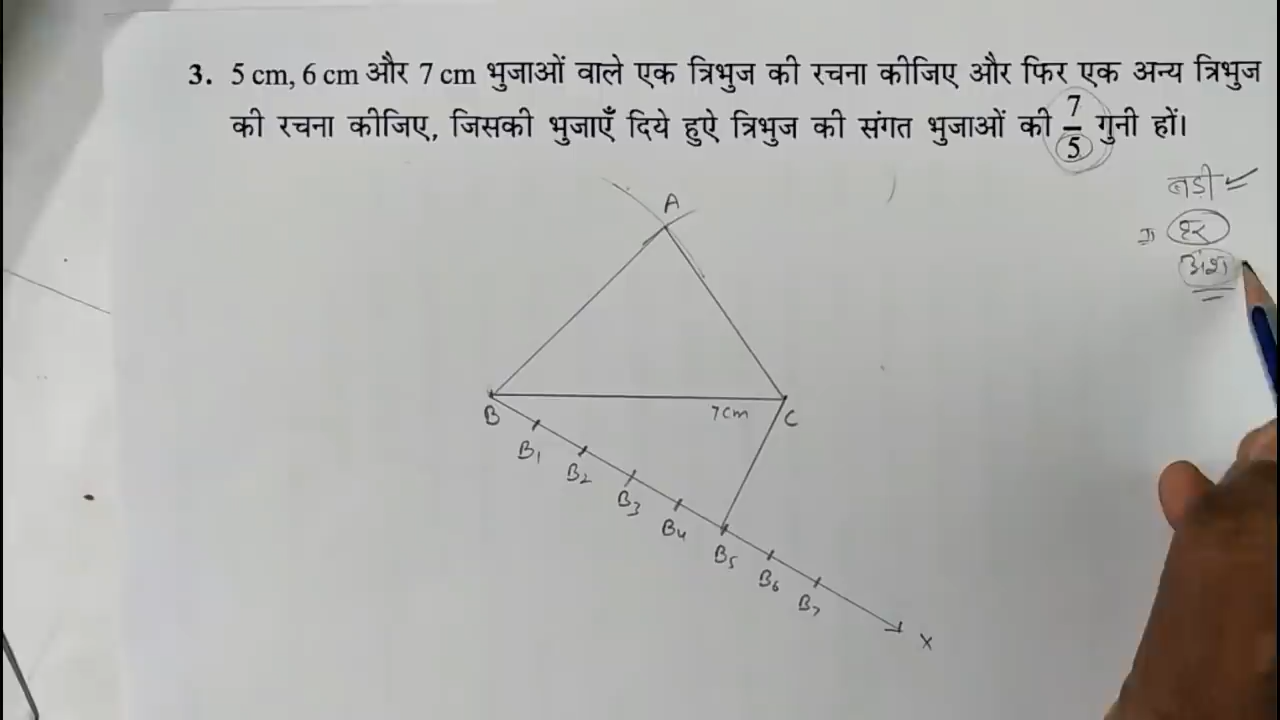 3. 5 cm, 6 cm और 7 cm भुजाओं वाले एक त्रिभुज की रचना कीजिए और फिर एक अन्य त्रिभुज
की रचना कीजिए, जिसकी भुजाएँ दिये हुऐ त्रिभुज की संगत भुजाओं की 7/5 गुनी हों।
बड़ी
हर
अंश
A
B
7cm
C
B1
B2
B3
B4
B5
B6
B7
X